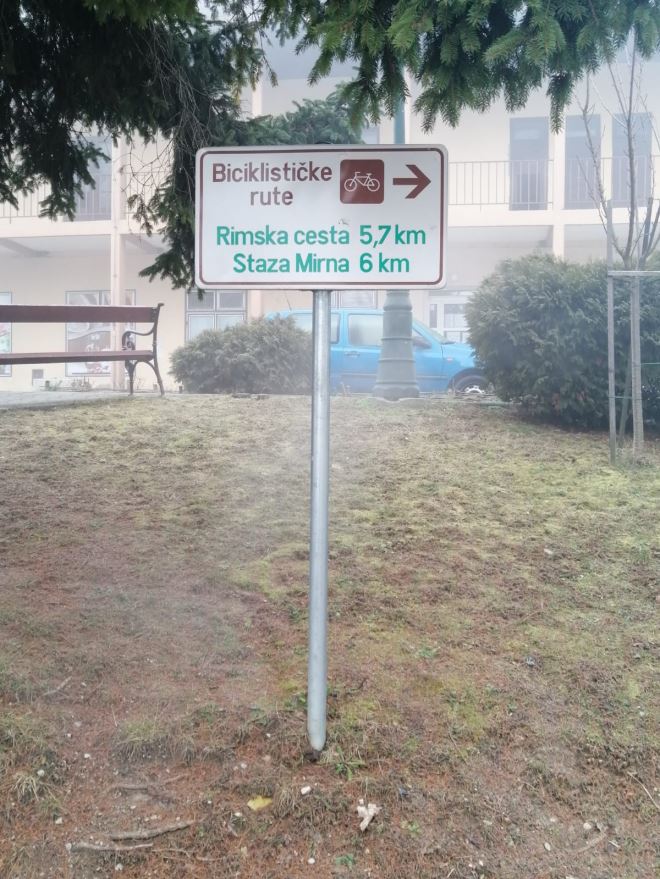 Biciklističke
rute
Rimska cesta 5,7 km
Staza Mirna 6 km